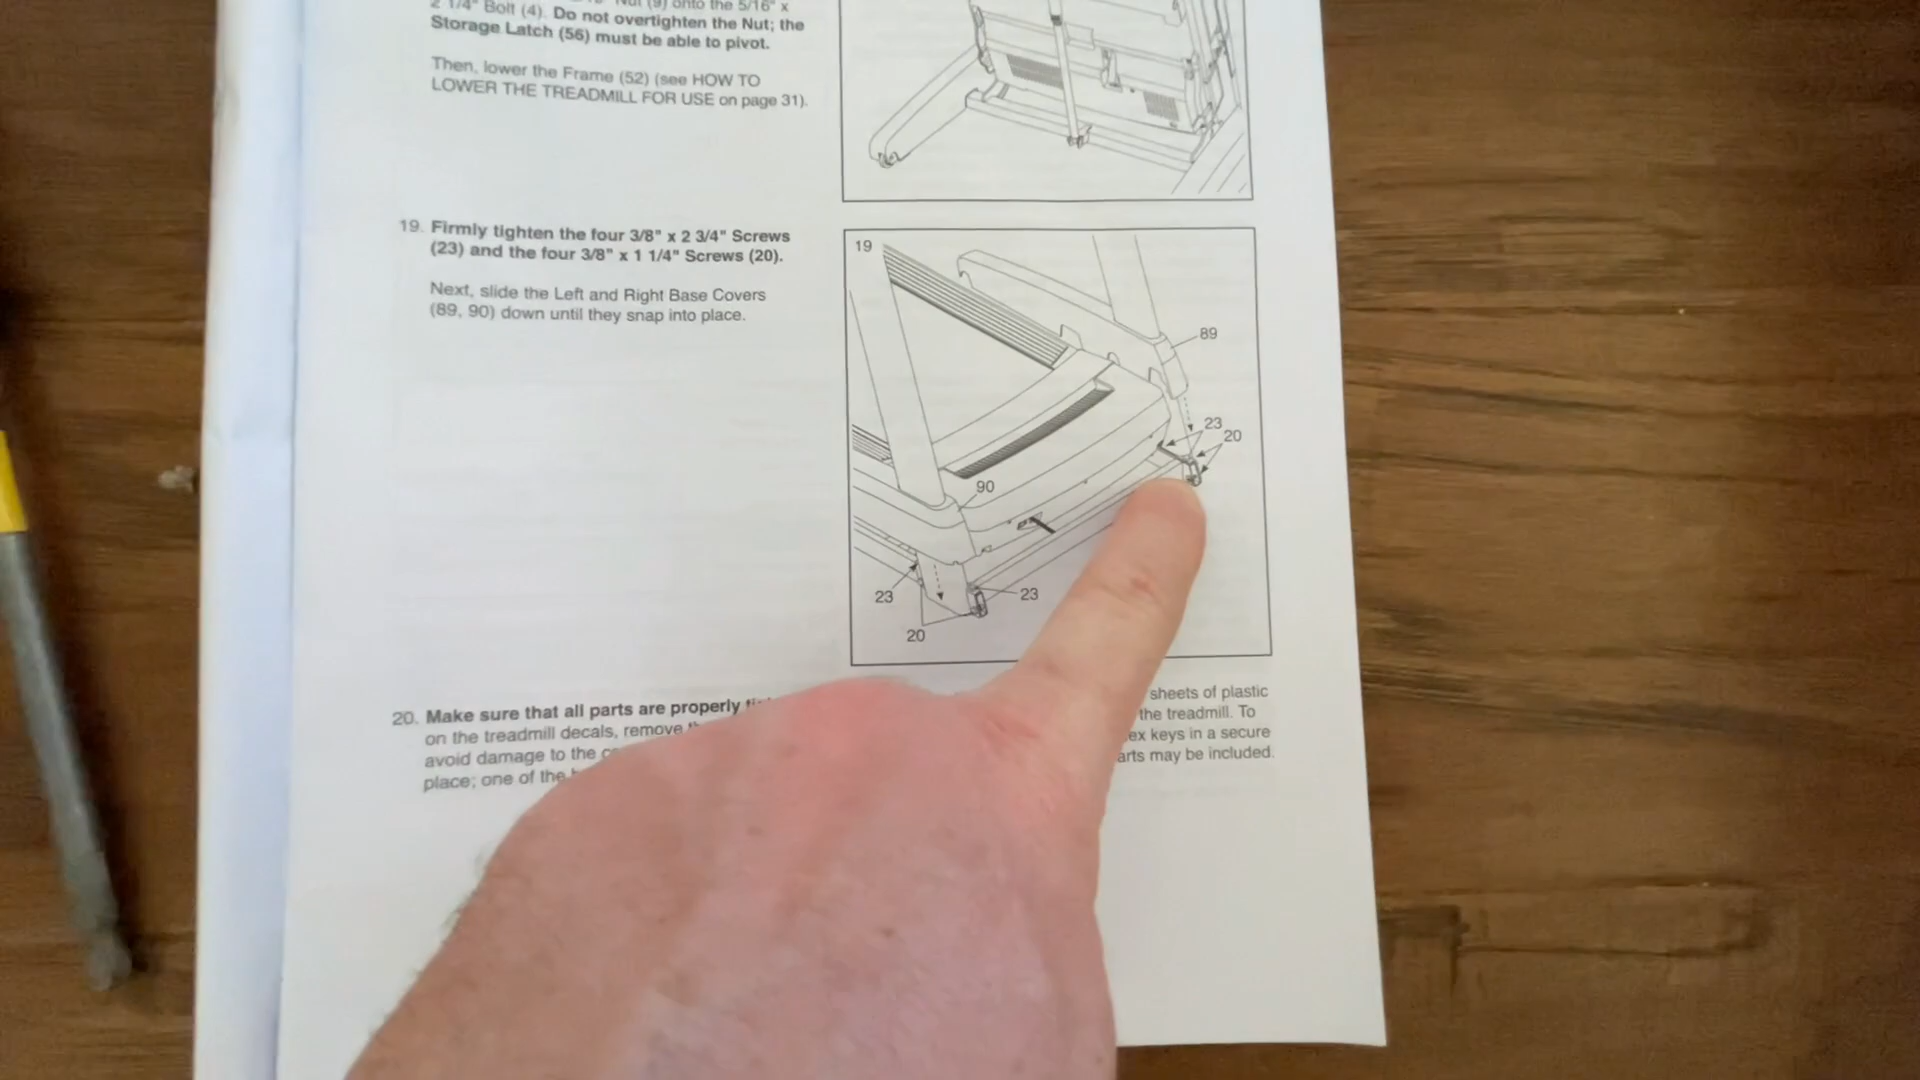 Nut (9) onto the 5/16" x
2 1/4" Bolt (4). Do not overtighten the Nut; the
Storage Latch (56) must be able to pivot.
Then, lower the Frame (52) (see HOW TO
LOWER THE TREADMILL FOR USE on page 31).
19. Firmly tighten the four 3/8" x 2 3/4" Screws
(23) and the four 3/8" x 1 1/4" Screws (20).
Next, slide the Left and Right Base Covers
(89, 90) down until they snap into place.
19
89
23
20
90
23
23
20
20. Make sure that all parts are properly
sheets of plastic
on the treadmill decals, remove
the treadmill. To
avoid damage to the
keys in a secure
place; one of the
may be included.